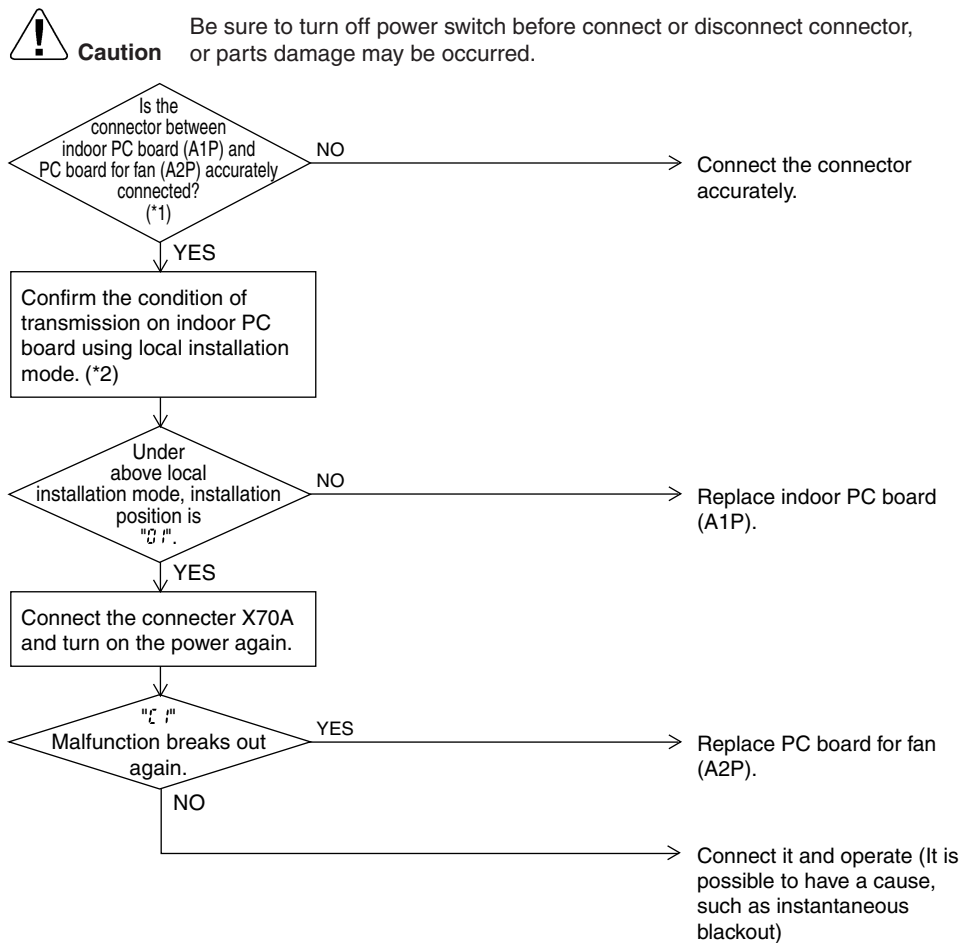 Be sure to turn off power switch before connect or disconnect connector,
Caution
or parts damage may be occurred.
Is the
connector between
indoor PC board (A1P) and
PC board for fan (A2P) accurately
connected?
(*1)
NO
Connect the connector
accurately.
YES
Confirm the condition of
transmission on indoor PC
board using local installation
mode. (*2)
Under
above local
installation mode, installation
position is
"01".
NO
Replace indoor PC board
(A1P).
YES
Connect the connecter X70A
and turn on the power again.
"C1"
Malfunction breaks out
again.
YES
Replace PC board for fan
(A2P).
NO
Connect it and operate (It is
possible to have a cause,
such as instantaneous
blackout)